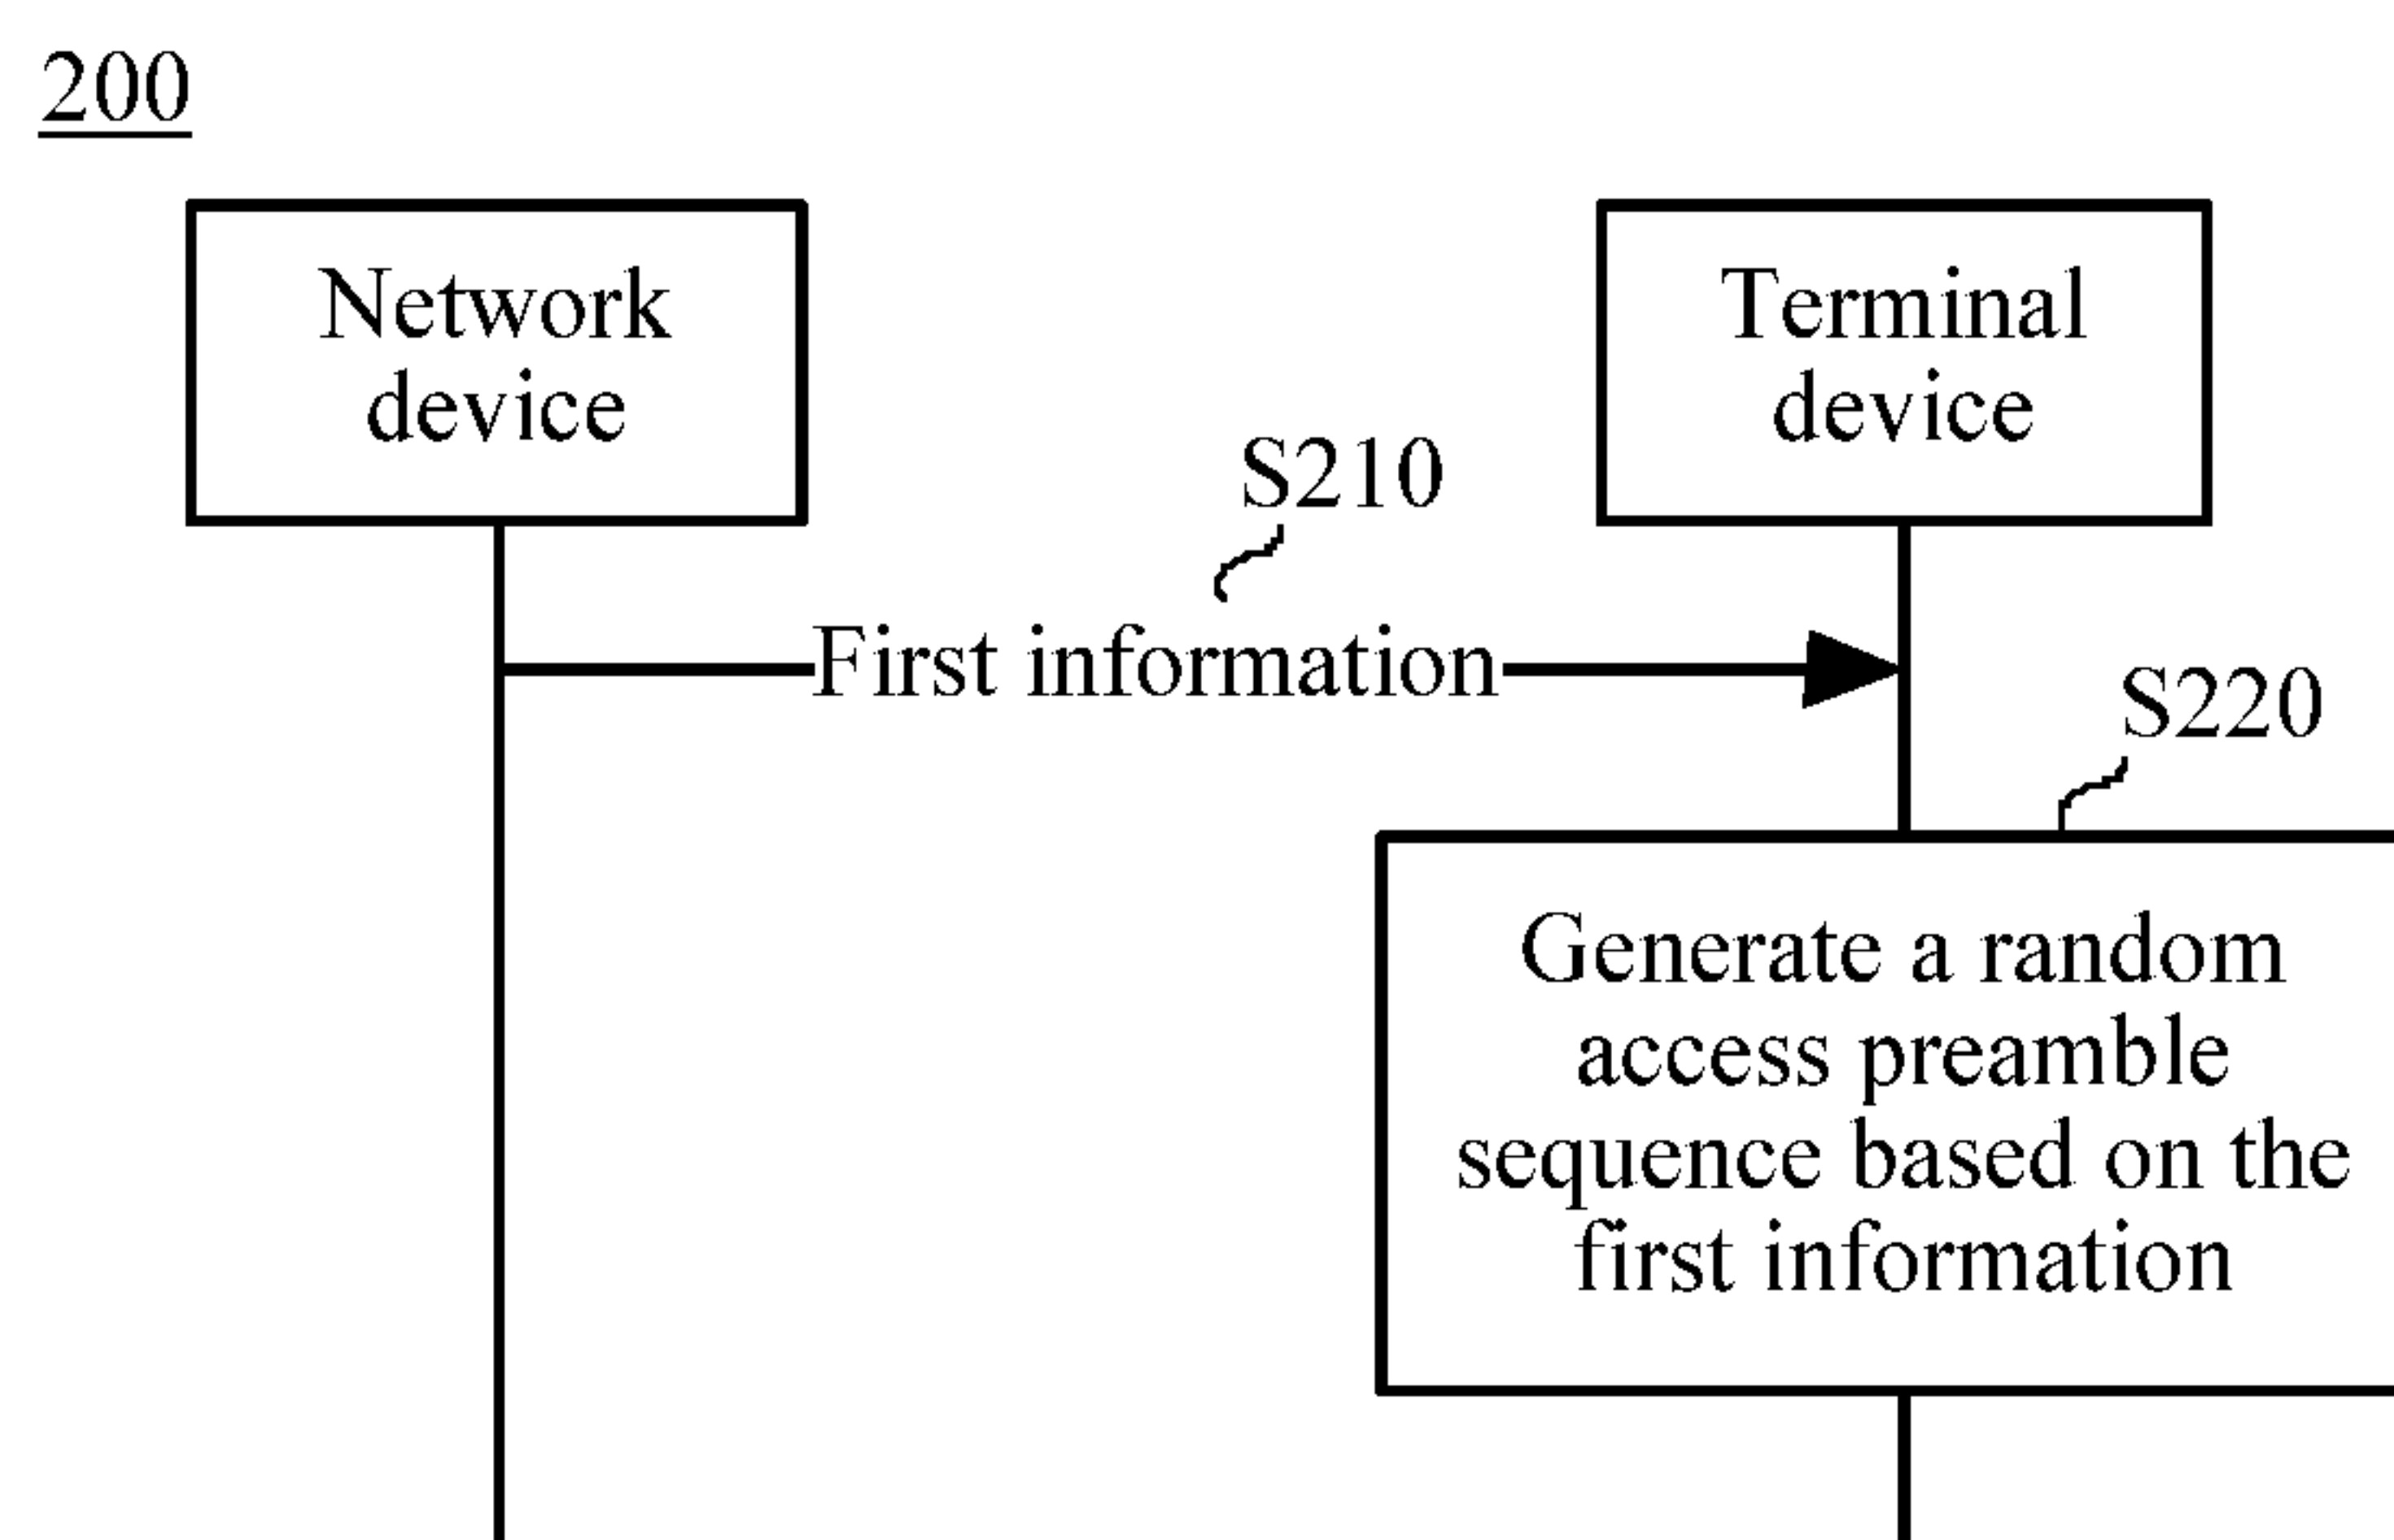 200
Network
device
Terminal
device
S210
First information
S220
Generate a random
access preamble
sequence based on the
first information